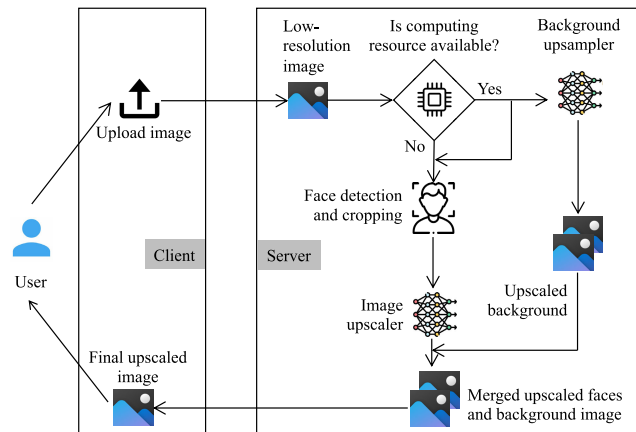 Low-
resolution
image
Is computing
resource available?
Background
upsampler
Yes
Upload image
No
Face detection
and cropping
Client
Server
User
Image
upscaler
Upscaled
background
Final upscaled
image
Merged upscaled faces
and background image